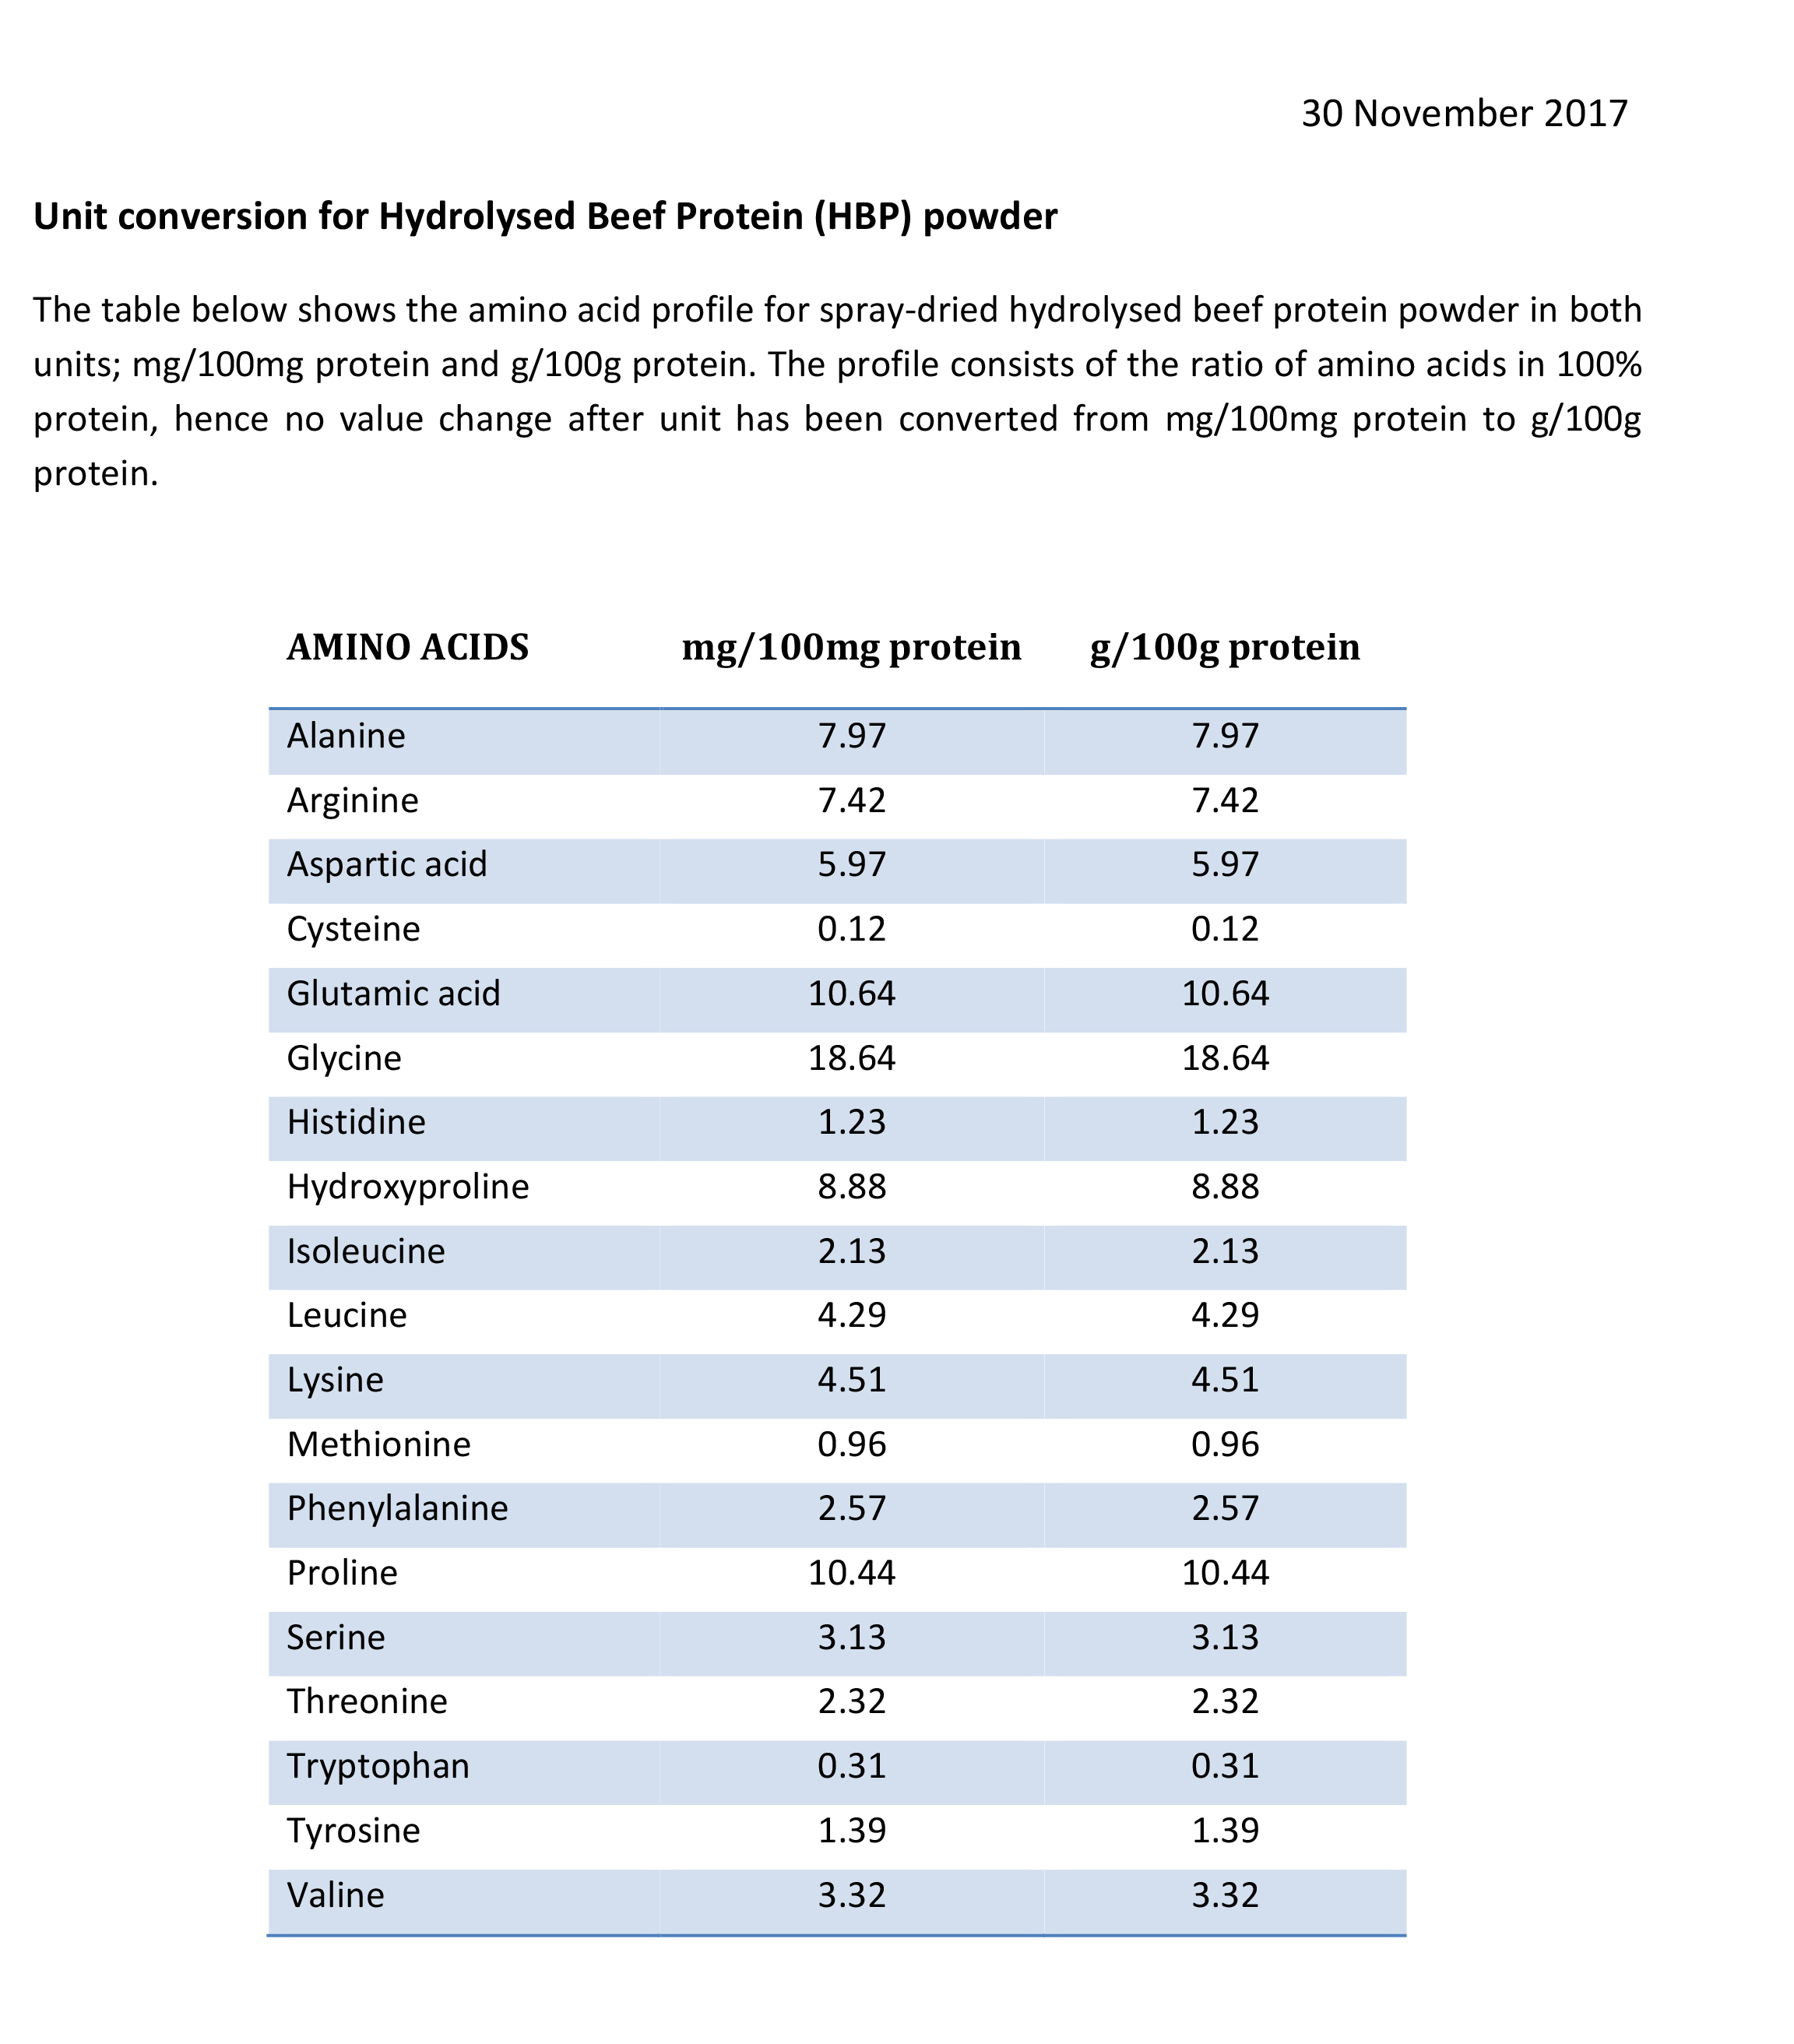 30 November 2017
Unit conversion for Hydrolysed Beef Protein (HBP) powder
The table below shows the amino acid profile for spray-dried hydrolysed beef protein powder in both
units; mg/100mg protein and g/100g protein. The profile consists of the ratio of amino acids in 100%
protein, hence no value change after unit has been converted from mg/100mg protein to g/100g
protein.
AMINO ACIDS mg/100mg protein g/100g protein
Alanine 7.97 7.97
Arginine 7.42 7.42
Aspartic acid 5.97 5.97
Cysteine 0.12 0.12
Glutamic acid 10.64 10.64
Glycine 18.64 18.64
Histidine 1.23 1.23
Hydroxyproline 8.88 8.88
Isoleucine 2.13 2.13
Leucine 4.29 4.29
Lysine 4.51 4.51
Methionine 0.96 0.96
Phenylalanine 2.57 2.57
Proline 10.44 10.44
Serine 3.13 3.13
Threonine 2.32 2.32
Tryptophan 0.31 0.31
Tyrosine 1.39 1.39
Valine 3.32 3.32